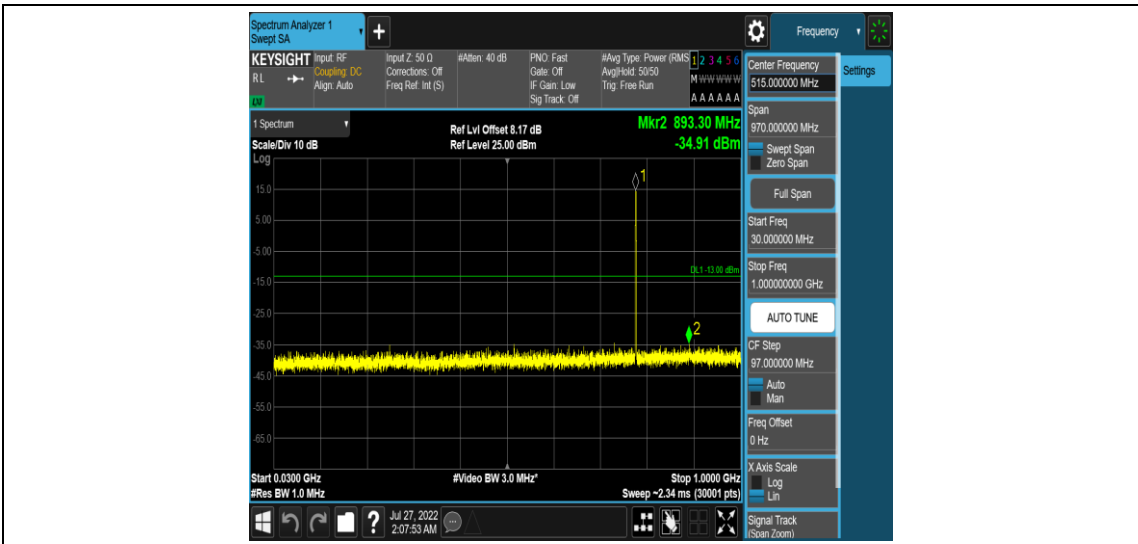 Spectrum Analyzer 1
Swept SA
+
Frequency
KEYSIGHT
RL
LXI
Input: RF
Coupling: DC
Align: Auto
Input Z: 50 Ω
Corrections: Off
Freq Ref: Int (S)
#Atten: 40 dB
PNO: Fast
Gate: Off
IF Gain: Low
Sig Track: Off
#Avg Type: Power (RMS
Avg|Hold: 50/50
Trig: Free Run
1 2 3 4 5 6
M W W W W W
A A A A A A
1 Spectrum
Scale/Div 10 dB
Log
Ref Lvl Offset 8.17 dB
Ref Level 25.00 dBm
Mkr2 893.30 MHz
-34.91 dBm
1
15.0
5.00
-5.00
DL1 -13.00 dBm
-15.0
-25.0
2
-35.0
-45.0
-55.0
-65.0
Start 0.0300 GHz
#Res BW 1.0 MHz
#Video BW 3.0 MHz*
Stop 1.0000 GHz
Sweep ~2.34 ms (30001 pts)
?
Jul 27, 2022
2:07:53 AM
Center Frequency
515.000000 MHz
Settings
Span
970.000000 MHz
Swept Span
Zero Span
Full Span
Start Freq
30.000000 MHz
Stop Freq
1.000000000 GHz
AUTO TUNE
CF Step
97.000000 MHz
Auto
Man
Freq Offset
0 Hz
X Axis Scale
Log
Lin
Signal Track
(Span Zoom)